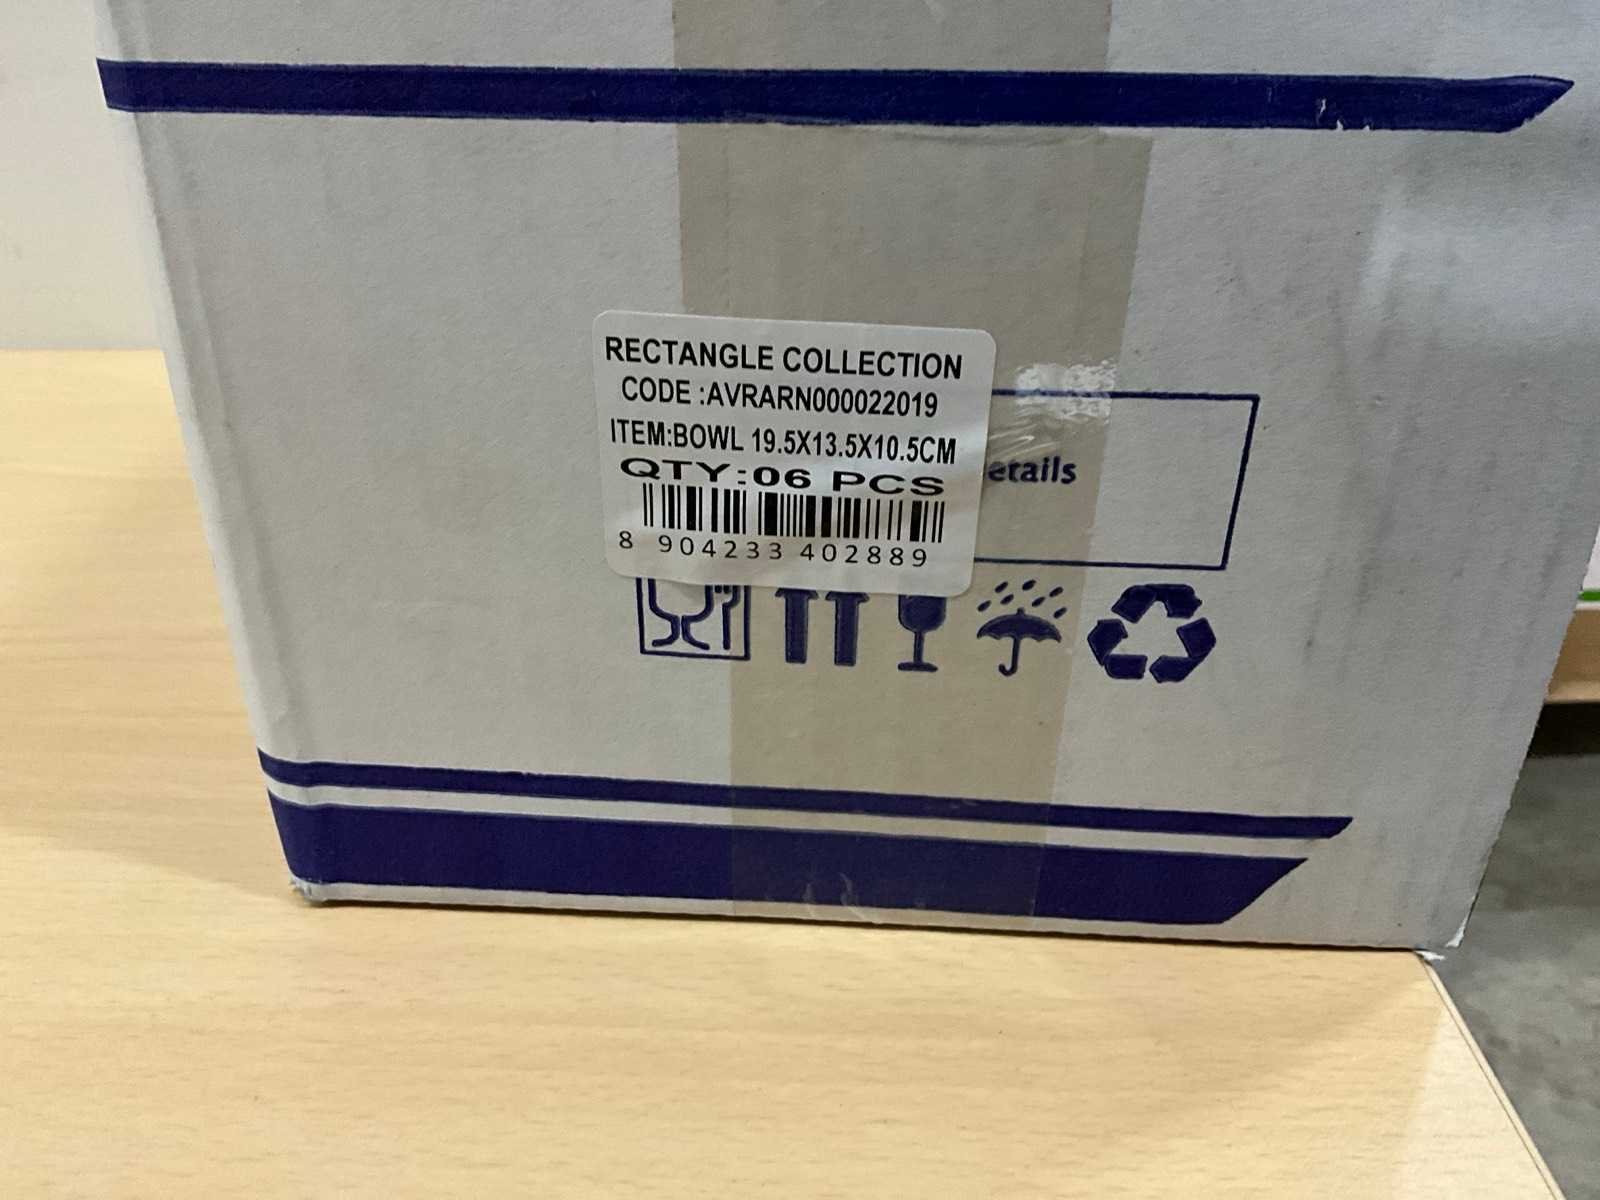 RECTANGLE COLLECTION
CODE :AVRARN000022019
ITEM:BOWL 19.5X13.5X10.5CM
QTY:06 PCS
8 904233 402889
etails